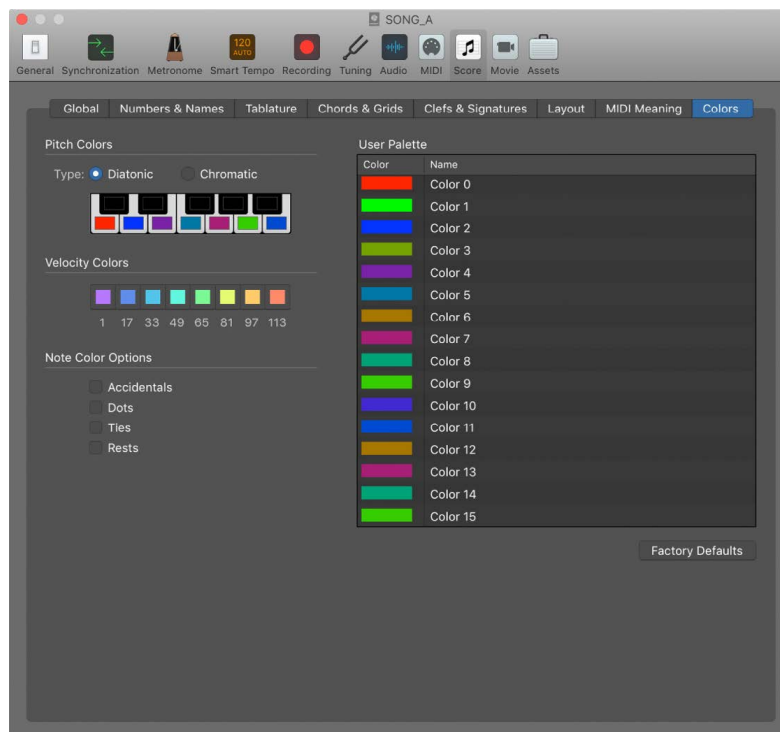 SONG_A
120
AUTO
General Synchronization Metronome Smart Tempo Recording Tuning Audio MIDI Score Movie Assets
Global Numbers & Names Tablature Chords & Grids Clefs & Signatures Layout MIDI Meaning Colors
Pitch Colors
Type: Diatonic Chromatic
Velocity Colors
1 17 33 49 65 81 97 113
Note Color Options
Accidentals
Dots
Ties
Rests
User Palette
Color Name
Color 0
Color 1
Color 2
Color 3
Color 4
Color 5
Color 6
Color 7
Color 8
Color 9
Color 10
Color 11
Color 12
Color 13
Color 14
Color 15
Factory Defaults